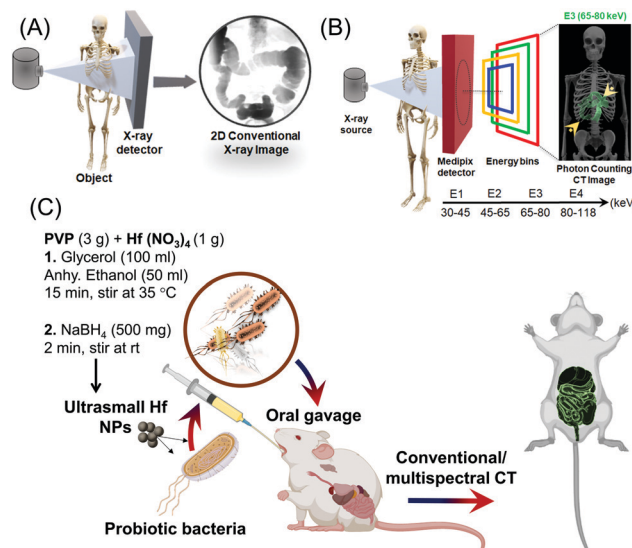 (A)
X-ray
detector
Object
2D Conventional
X-ray Image
(B)
E3 (65-80 keV)
X-ray
source
Medipix
detector
Energy bins
Photon Counting
CT Image
E1 E2 E3 E4 (keV)
30-45 45-65 65-80 80-118
(C)
PVP (3 g) + Hf (NO₃)₄ (1 g)
1. Glycerol (100 ml)
Anhy. Ethanol (50 ml)
15 min, stir at 35 °C
2. NaBH₄ (500 mg)
2 min, stir at rt
Ultrasmall Hf
NPs
Probiotic bacteria
Oral gavage
Conventional/
multispectral CT